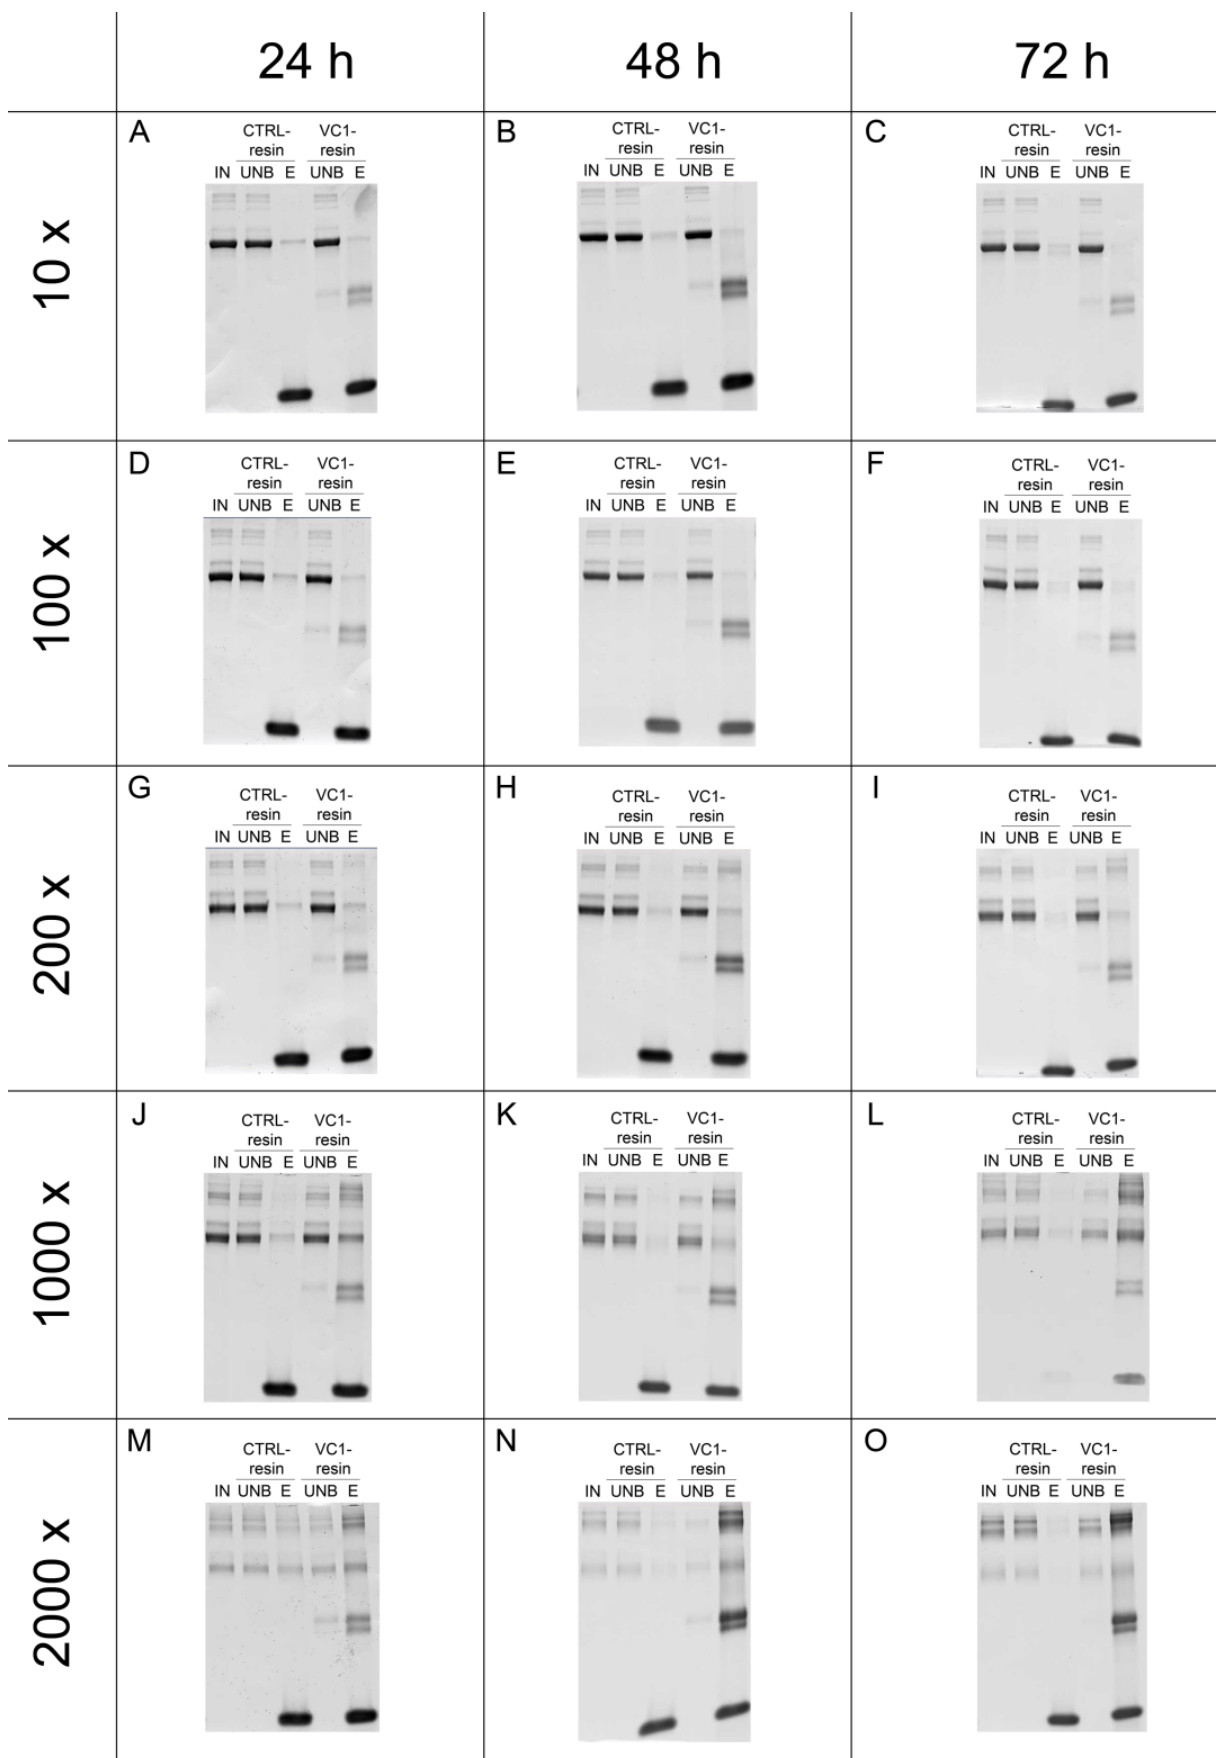 24 h 48 h 72 h
10 x
A
CTRL- VC1-
resin resin
IN UNB E UNB E
B
CTRL- VC1-
resin resin
IN UNB E UNB E
C
CTRL- VC1-
resin resin
IN UNB E UNB E
100 x
D
CTRL- VC1-
resin resin
IN UNB E UNB E
E
CTRL- VC1-
resin resin
IN UNB E UNB E
F
CTRL- VC1-
resin resin
IN UNB E UNB E
200 x
G
CTRL- VC1-
resin resin
IN UNB E UNB E
H
CTRL- VC1-
resin resin
IN UNB E UNB E
I
CTRL- VC1-
resin resin
IN UNB E UNB E
1000 x
J
CTRL- VC1-
resin resin
IN UNB E UNB E
K
CTRL- VC1-
resin resin
IN UNB E UNB E
L
CTRL- VC1-
resin resin
IN UNB E UNB E
2000 x
M
CTRL- VC1-
resin resin
IN UNB E UNB E
N
CTRL- VC1-
resin resin
IN UNB E UNB E
O
CTRL- VC1-
resin resin
IN UNB E UNB E